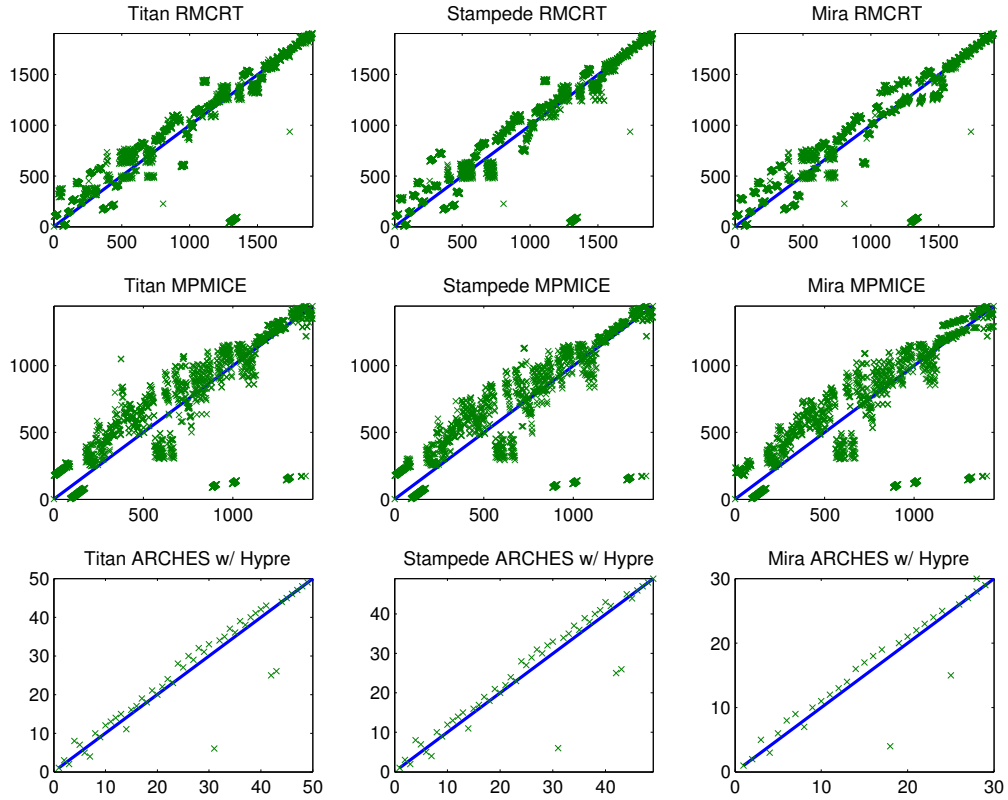 Titan RMCRT
Stampede RMCRT
Mira RMCRT
1500
1000
500
0
0 500 1000 1500
1500
1000
500
0
0 500 1000 1500
1500
1000
500
0
0 500 1000 1500
Titan MPMICE
Stampede MPMICE
Mira MPMICE
1000
500
0
0 500 1000
1000
500
0
0 500 1000
1000
500
0
0 500 1000
Titan ARCHES w/ Hypre
Stampede ARCHES w/ Hypre
Mira ARCHES w/ Hypre
50
40
30
20
10
0
0 10 20 30 40 50
40
30
20
10
0
0 10 20 30 40
30
20
10
0
0 10 20 30